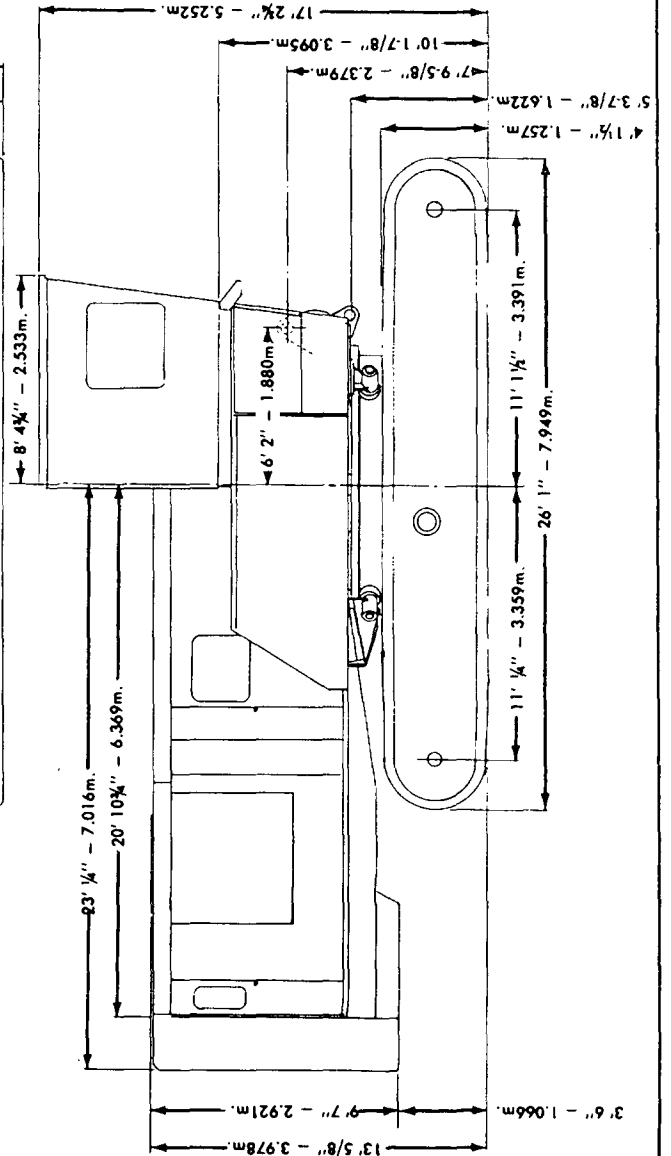 17' 2¾" – 5.252m.
10' 1-7/8" – 3.095m.
7' 9-5/8" – 2.379m.
5' 3-7/8" – 1.622m.
4' 1½" – 1.257m.
8' 4¾" – 2.533m.
6' 2" – 1.880m
11' 1½" – 3.391m.
26' 1" – 7.949m.
11' ¼" – 3.359m.
23' ¼" – 7.016m.
20' 10¾" – 6.369m.
3' 6" – 1.066m.
9' 7" – 2.921m.
13' 5/8" – 3.978m.